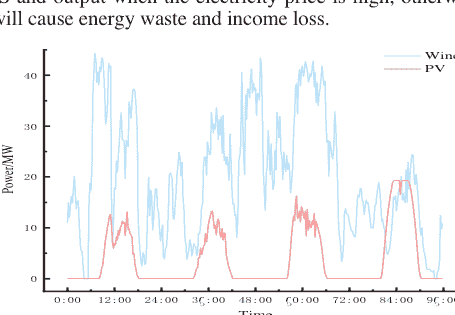 and output when the electricity price is high, otherw
will cause energy waste and income loss.
Wind
PV
Power/MW
40
30
20
10
0
0:00 12:00 24:00 36:00 48:00 60:00 72:00 84:00 96:00
Time